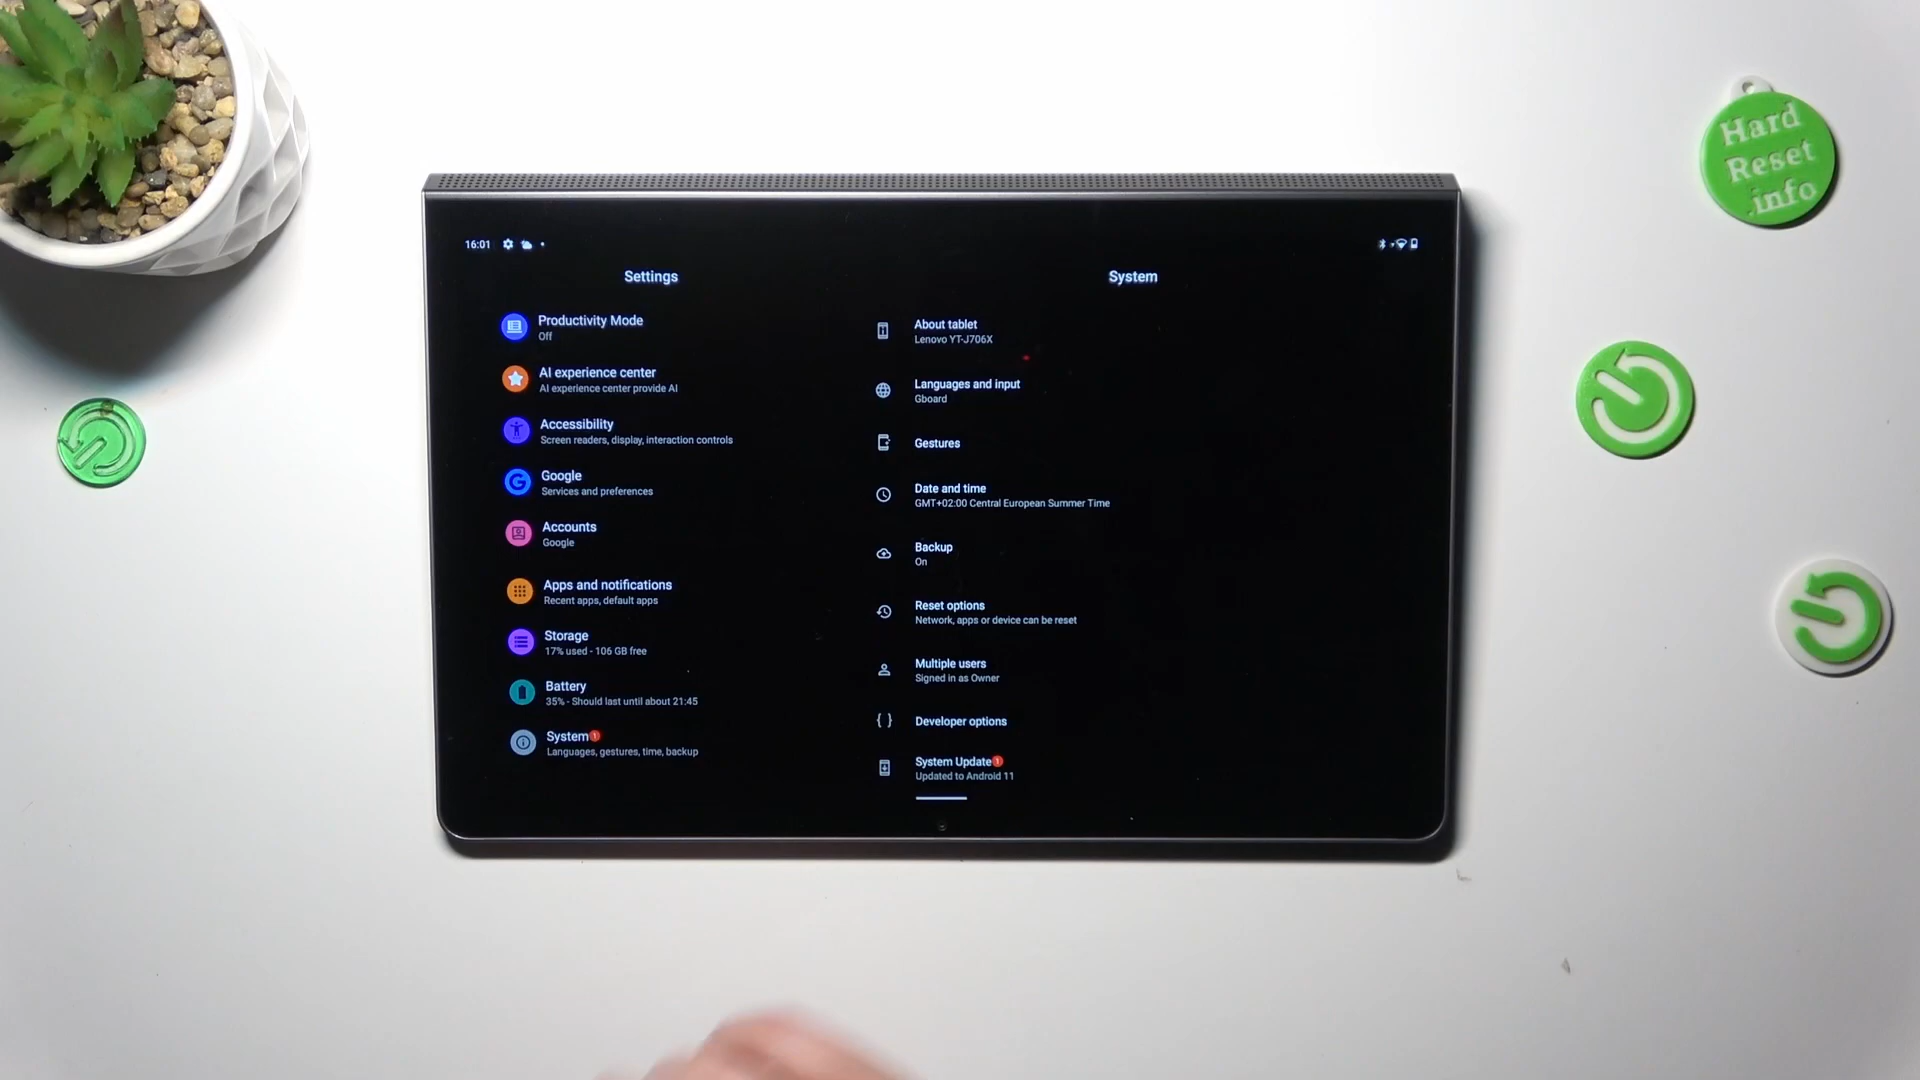 Hard
Reset
.info
16:01
Settings
System
Productivity Mode
Off
AI experience center
AI experience center provide AI
Accessibility
Screen readers, display, interaction controls
Google
Services and preferences
Accounts
Google
Apps and notifications
Recent apps, default apps
Storage
17% used - 106 GB free
Battery
35% - Should last until about 21:45
System 1
Languages, gestures, time, backup
About tablet
Lenovo YT-J706X
Languages and input
Gboard
Gestures
Date and time
GMT+02:00 Central European Summer Time
Backup
On
Reset options
Network, apps or device can be reset
Multiple users
Signed in as Owner
Developer options
System Update 1
Updated to Android 11